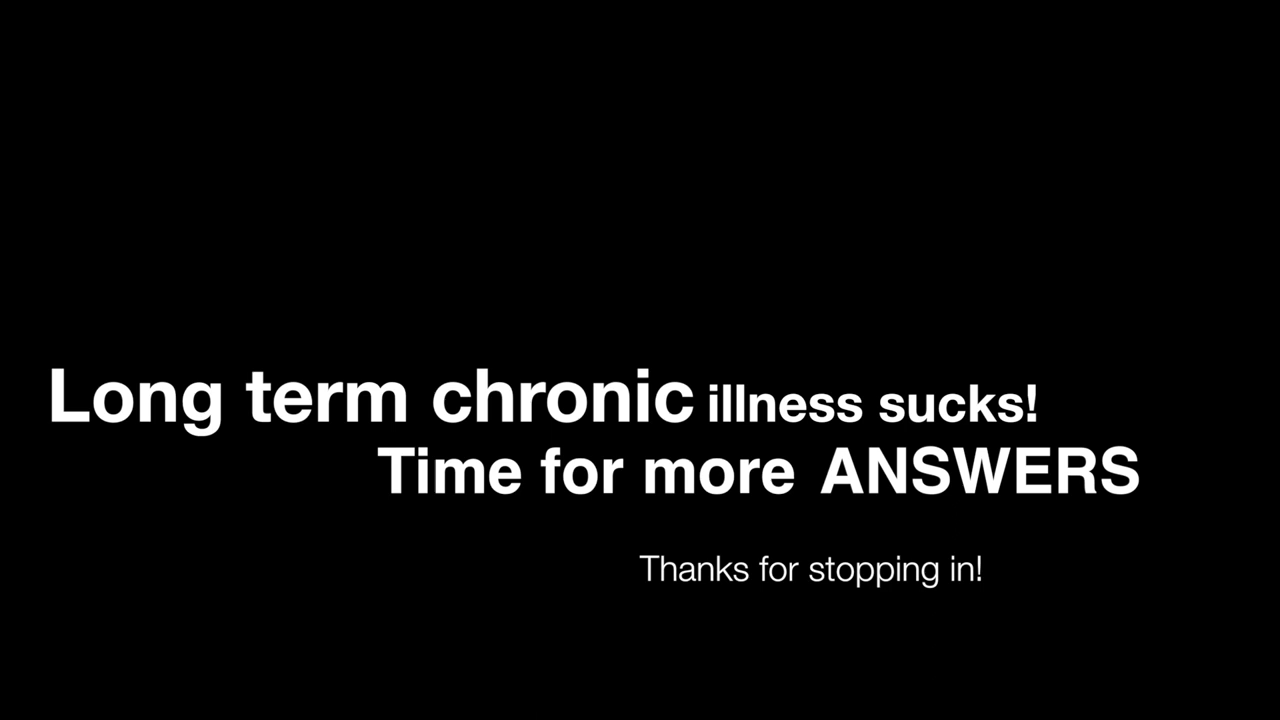 Long term chronic illness sucks!
Time for more ANSWERS
Thanks for stopping in!